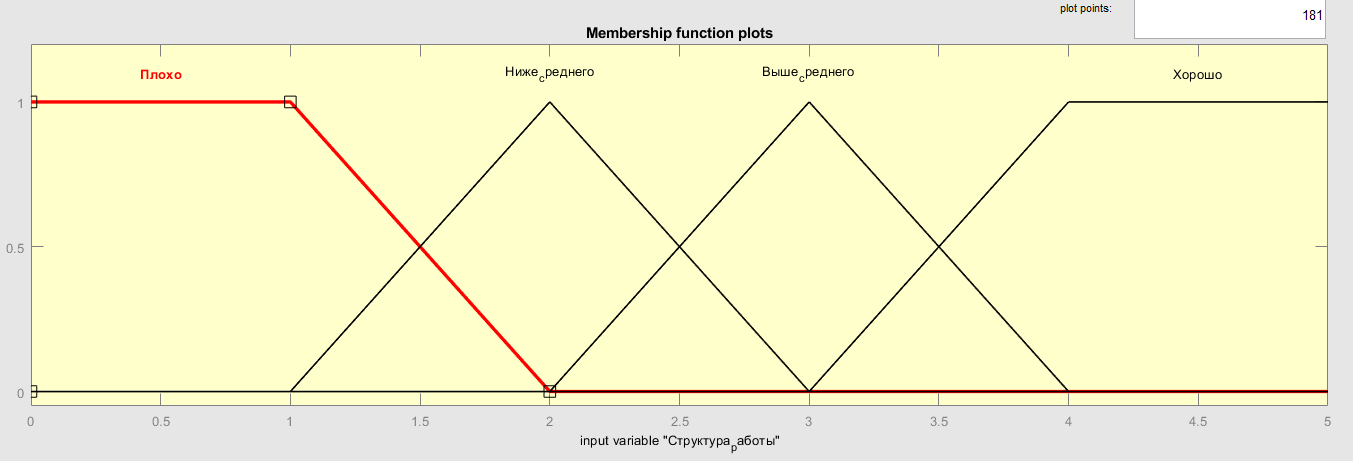 plot points:
181
Membership function plots
Плохо
Ниже_среднего
Выше_среднего
Хорошо
1
0.5
0
0 0.5 1 1.5 2 2.5 3 3.5 4 4.5 5
input variable "Структура_работы"